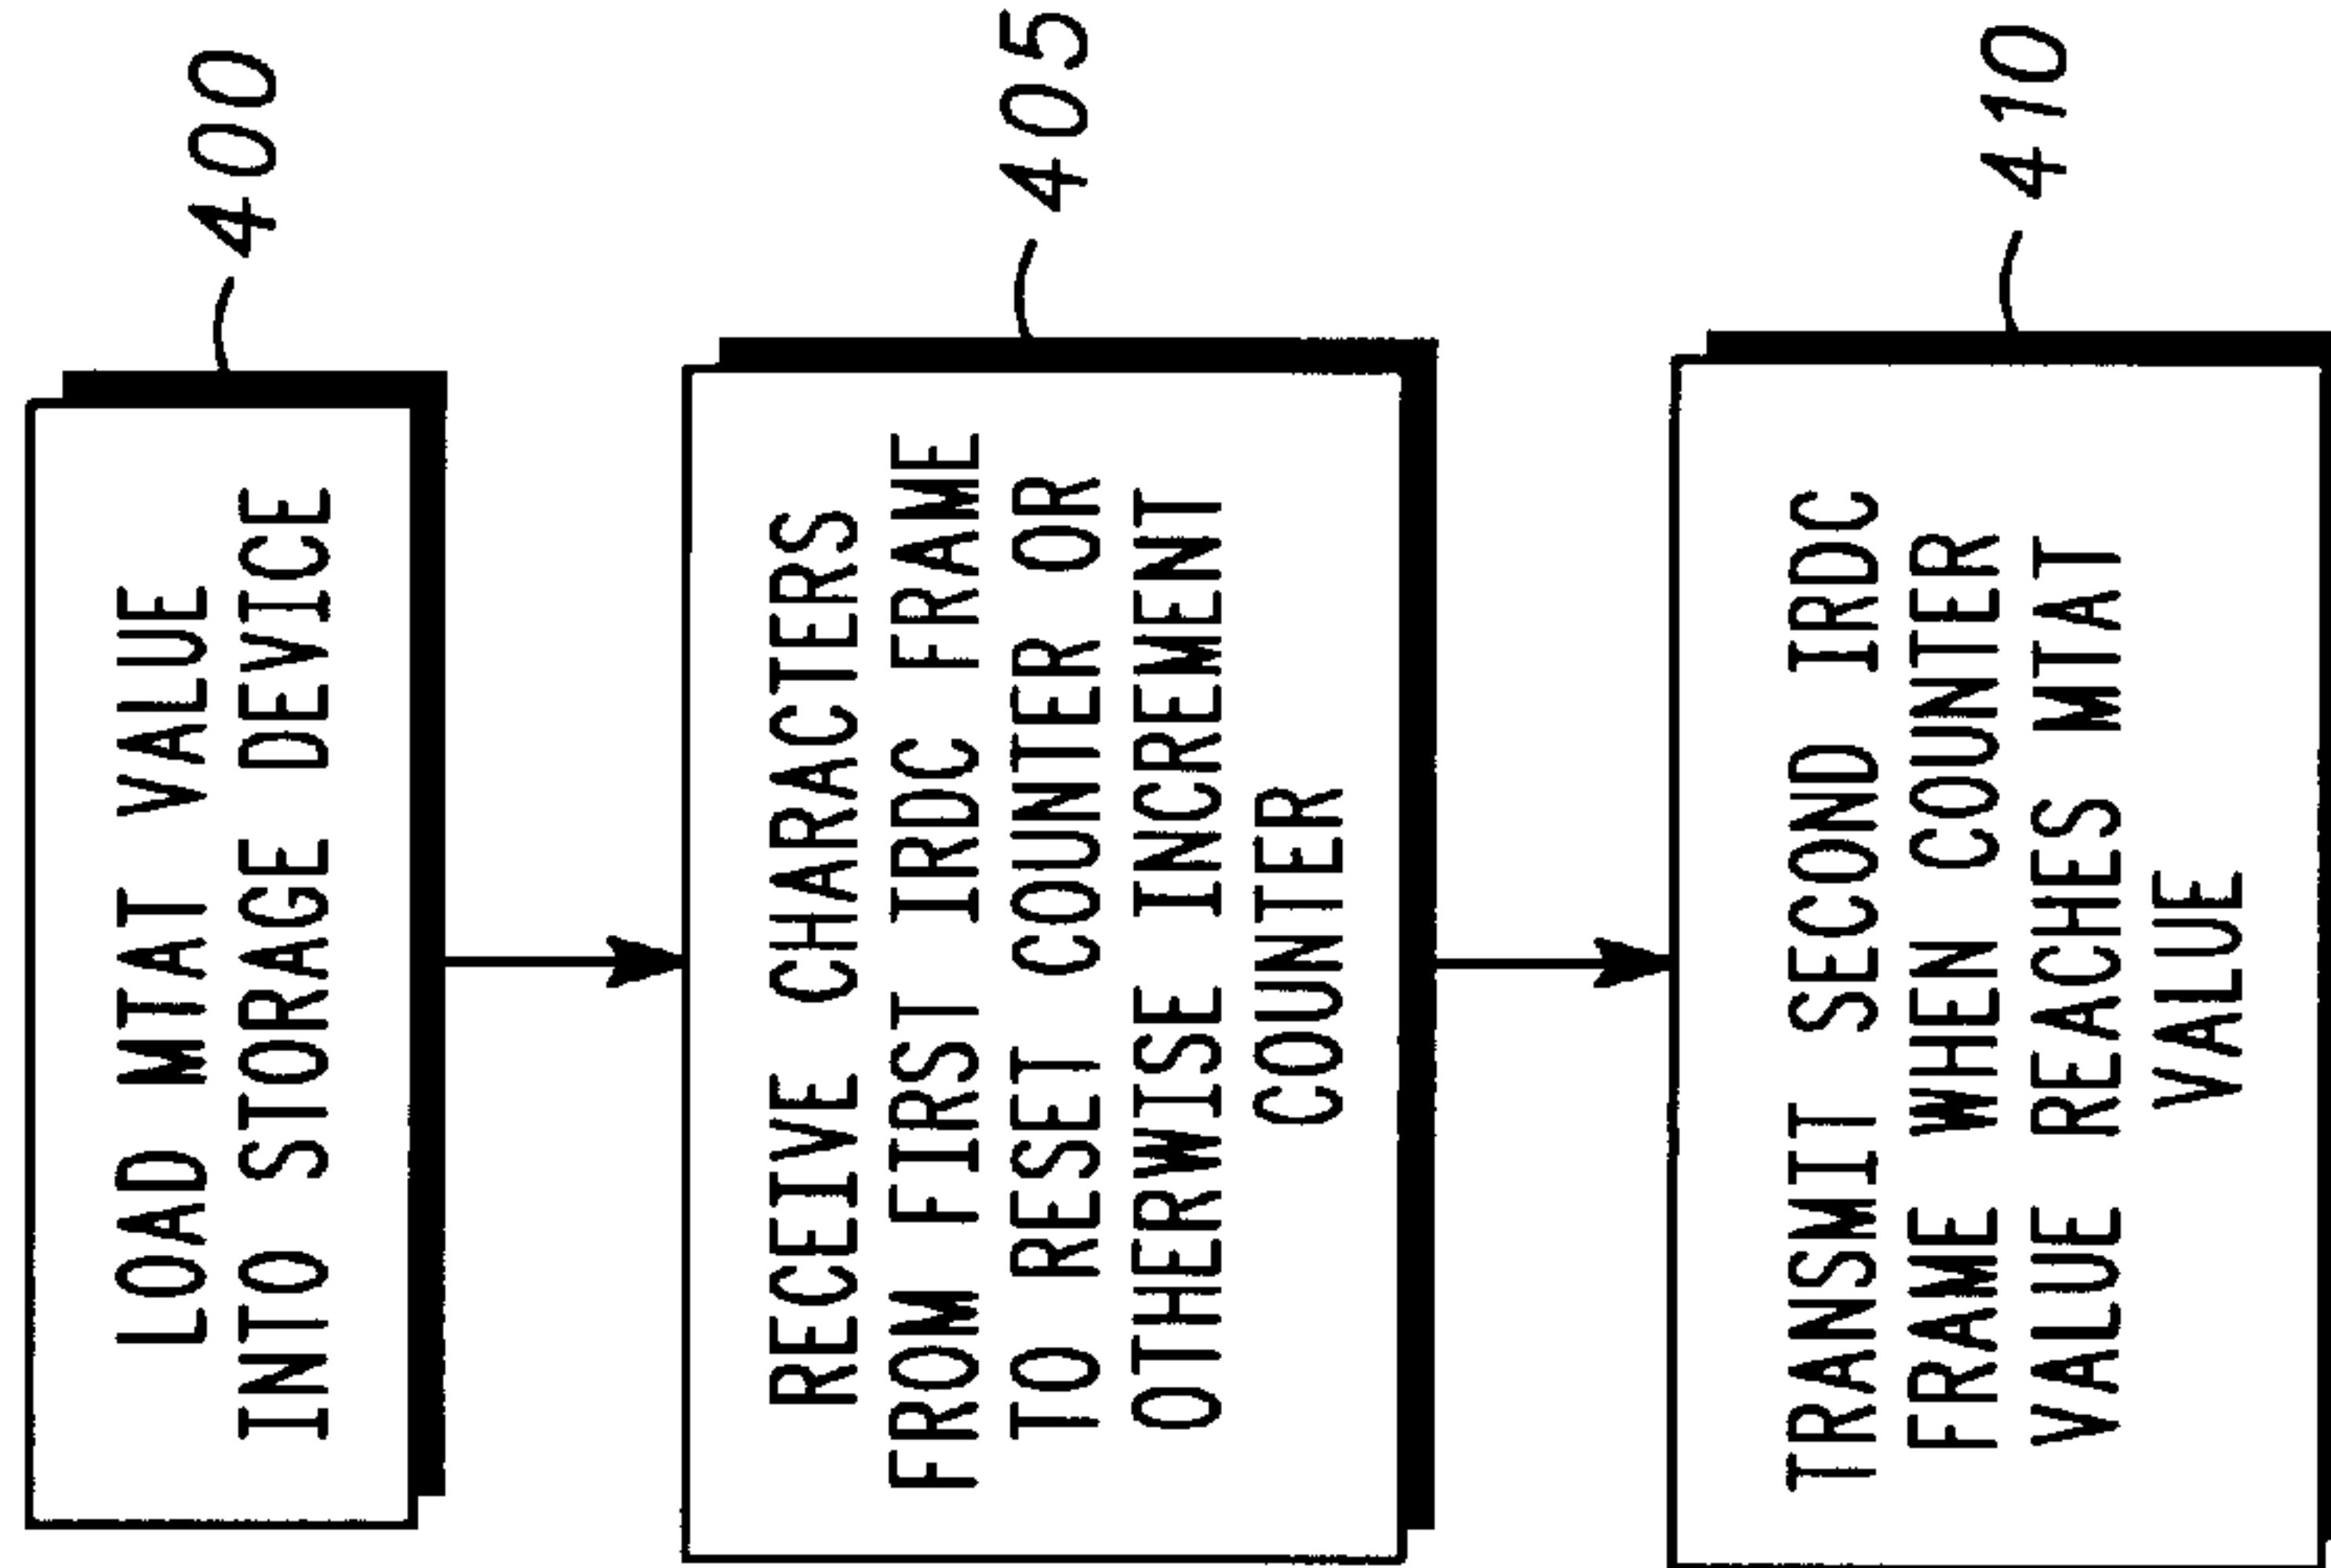 LOAD MTAT VALUE
INTO STORAGE DEVICE
400
RECEIVE CHARACTERS
FROM FIRST IRDC FRAME
TO RESET COUNTER OR
OTHERWISE INCREMENT
COUNTER
405
TRANSMIT SECOND IRDC
FRAME WHEN COUNTER
VALUE REACHES MTAT
VALUE
410